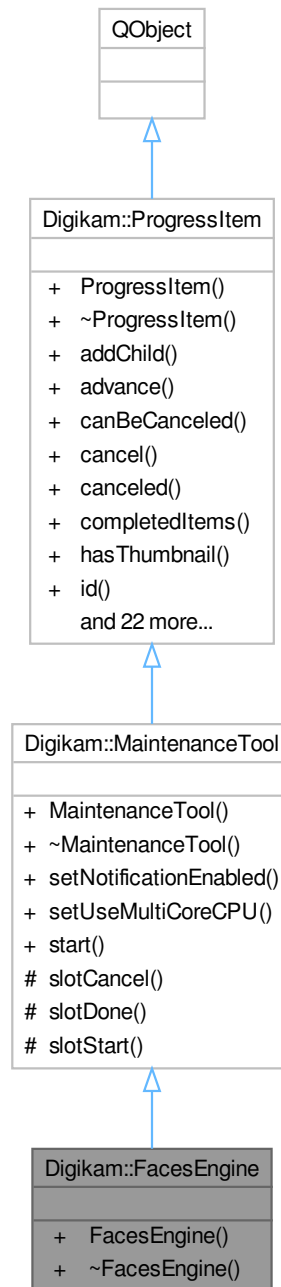 QObject
Digikam::ProgressItem
+ ProgressItem()
+ ~ProgressItem()
+ addChild()
+ advance()
+ canBeCanceled()
+ cancel()
+ canceled()
+ completedItems()
+ hasThumbnail()
+ id()
and 22 more...
Digikam::MaintenanceTool
+ MaintenanceTool()
+ ~MaintenanceTool()
+ setNotificationEnabled()
+ setUseMultiCoreCPU()
+ start()
# slotCancel()
# slotDone()
# slotStart()
Digikam::FacesEngine
+ FacesEngine()
+ ~FacesEngine()